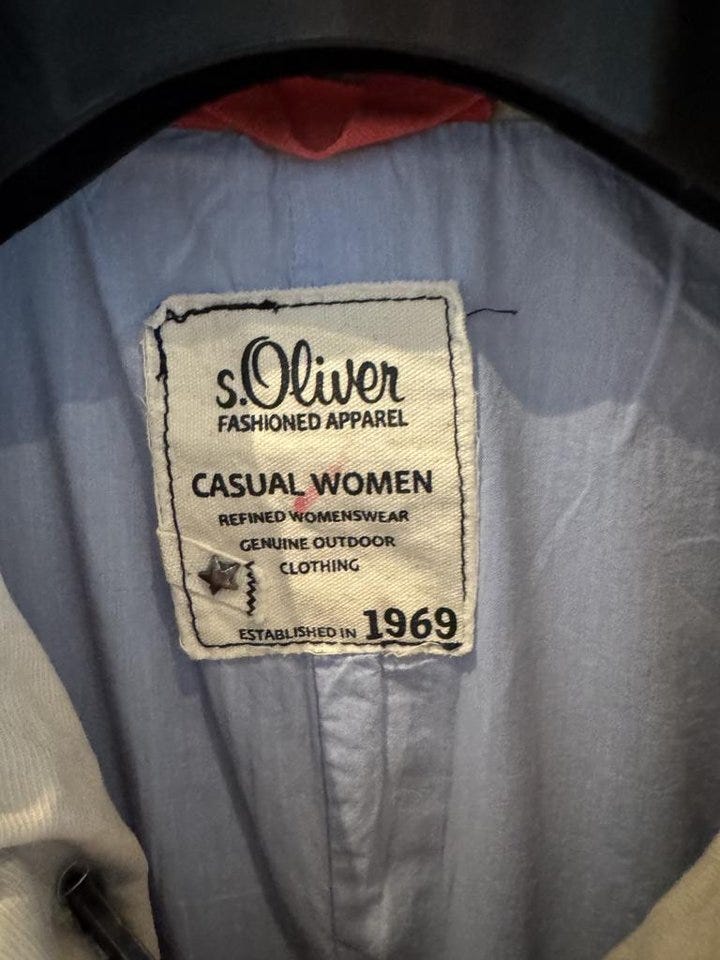 s.Oliver
FASHIONED APPAREL
CASUAL WOMEN
REFINED WOMENSWEAR
GENUINE OUTDOOR
CLOTHING
ESTABLISHED IN 1969